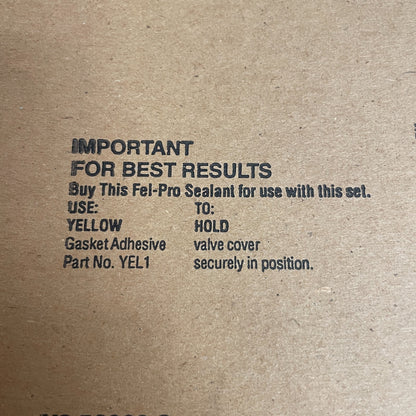 IMPORTANT
FOR BEST RESULTS
Buy This Fel-Pro Sealant for use with this set.
USE: TO:
YELLOW HOLD
Gasket Adhesive valve cover
Part No. YEL1 securely in position.